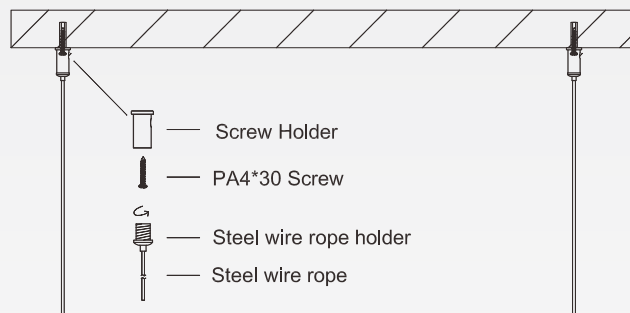 Screw Holder
PA4*30 Screw
Steel wire rope holder
Steel wire rope